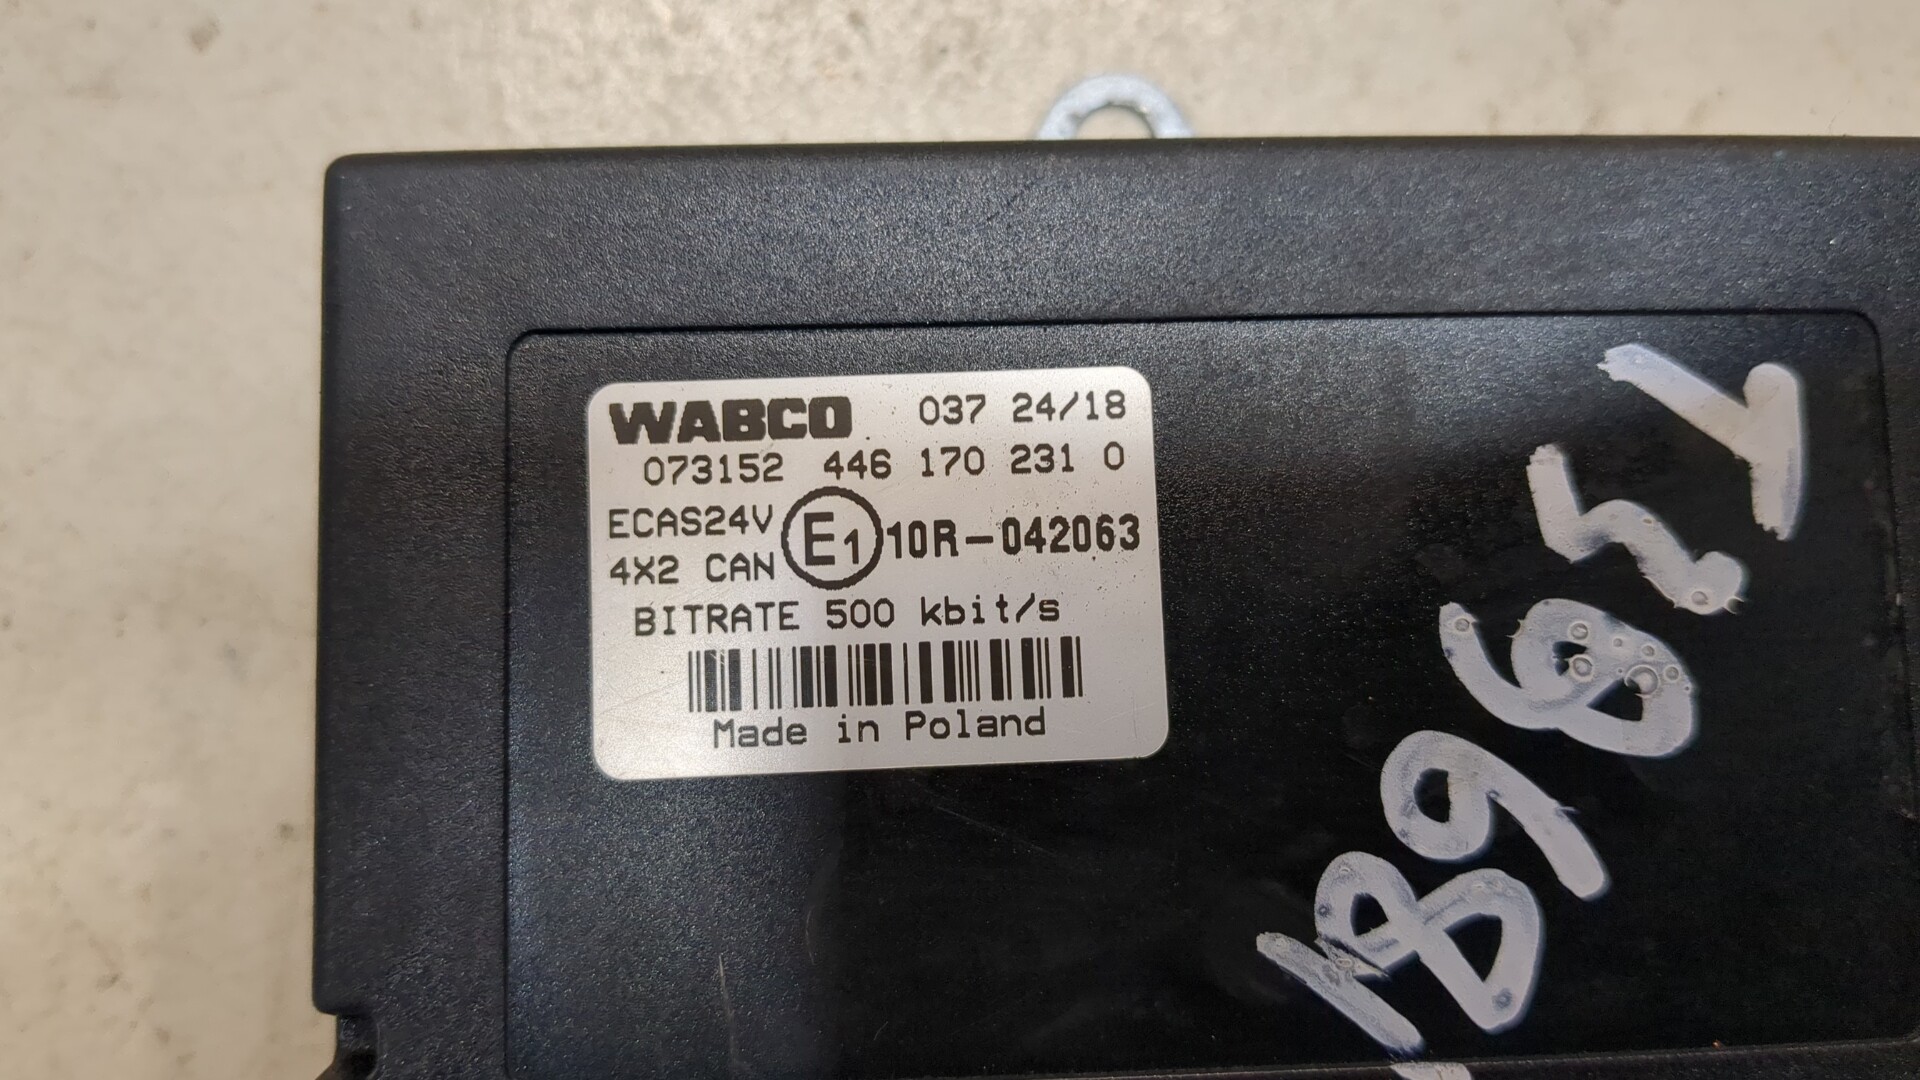 WABCO 037 24/18
073152 446 170 231 0
ECAS24V E1 10R-042063
4X2 CAN
BITRATE 500 kbit/s
Made in Poland
189651